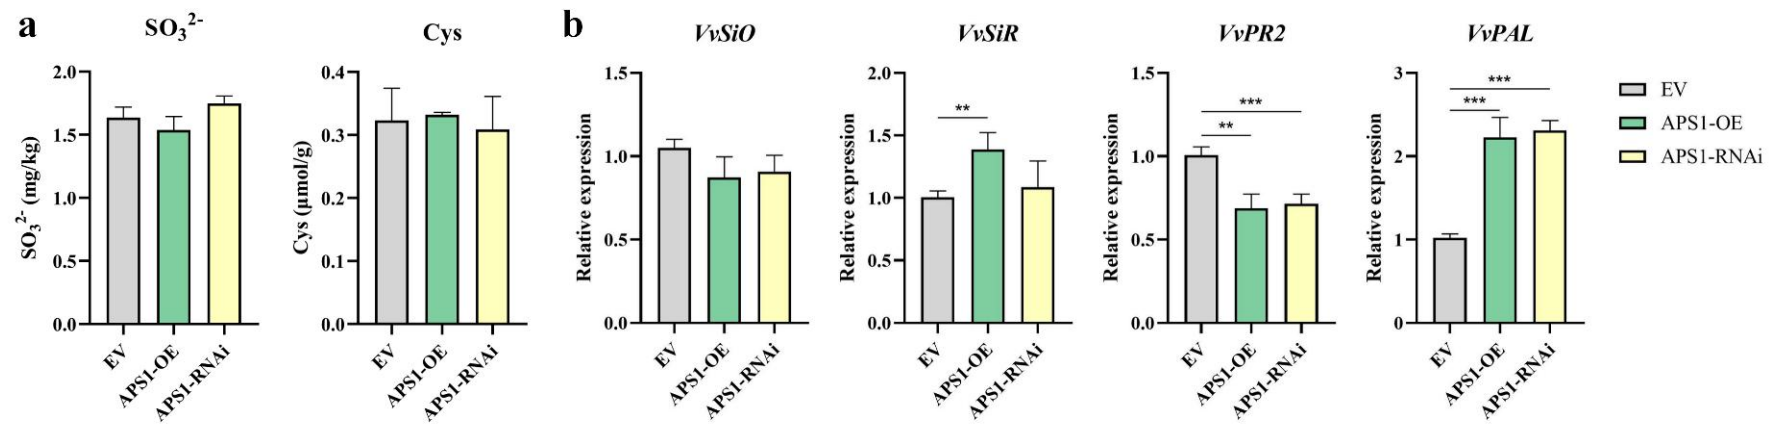 a
SO₃²⁻
Cys
b
VvSiO
VvSiR
VvPR2
VvPAL
SO₃²⁻ (mg/kg)
2.0
1.5
1.0
0.5
0.0
EV
APS1-OE
APS1-RNAi
Cys (μmol/g)
0.4
0.3
0.2
0.1
0.0
EV
APS1-OE
APS1-RNAi
Relative expression
1.5
1.0
0.5
0.0
EV
APS1-OE
APS1-RNAi
Relative expression
2.0
1.5
1.0
0.5
0.0
**
EV
APS1-OE
APS1-RNAi
Relative expression
1.5
1.0
0.5
0.0
***
**
EV
APS1-OE
APS1-RNAi
Relative expression
3
2
1
0
***
***
EV
APS1-OE
APS1-RNAi
EV
APS1-OE
APS1-RNAi